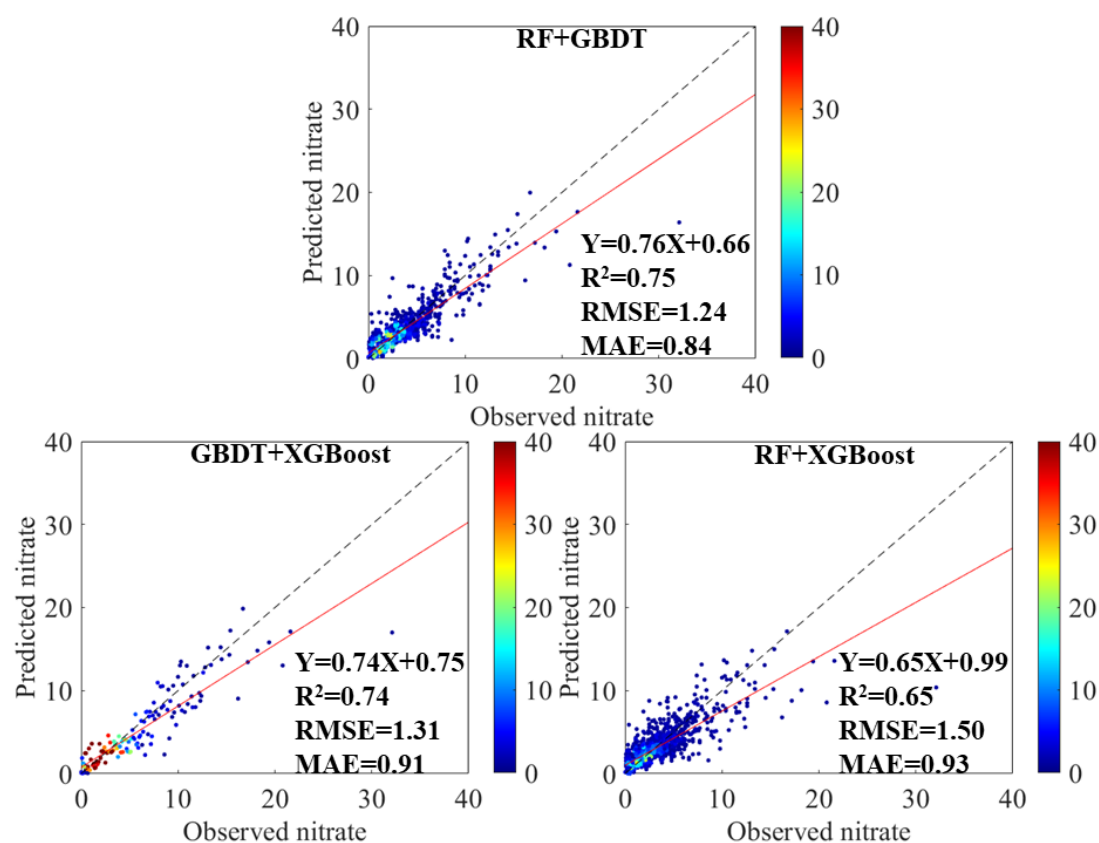 RF+GBDT
40
30
20
10
0
Predicted nitrate
0 10 20 30 40
Observed nitrate
Y=0.76X+0.66
R²=0.75
RMSE=1.24
MAE=0.84
40
30
20
10
0
GBDT+XGBoost
40
30
20
10
0
Predicted nitrate
0 10 20 30 40
Observed nitrate
Y=0.74X+0.75
R²=0.74
RMSE=1.31
MAE=0.91
40
30
20
10
0
RF+XGBoost
40
30
20
10
0
Predicted nitrate
0 10 20 30 40
Observed nitrate
Y=0.65X+0.99
R²=0.65
RMSE=1.50
MAE=0.93
40
30
20
10
0